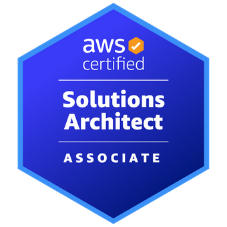 aws
certified
Solutions
Architect
ASSOCIATE